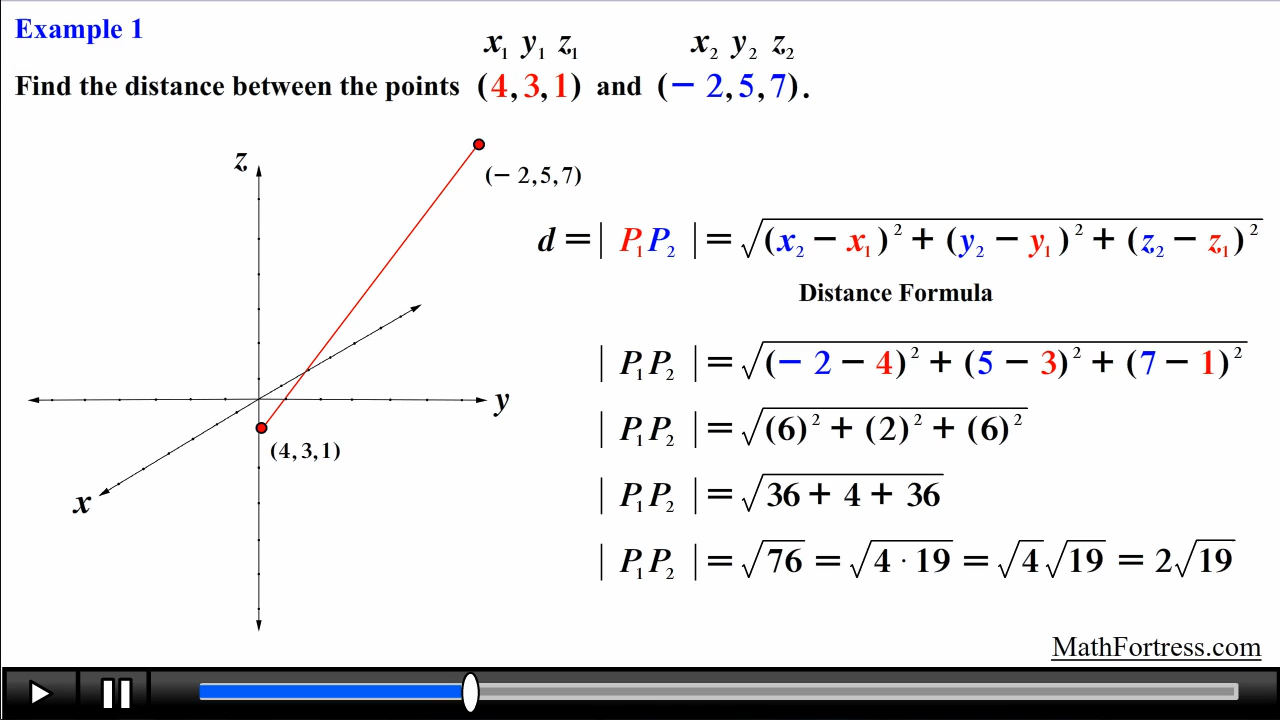 Example 1
x₁ y₁ z₁ x₂ y₂ z₂
Find the distance between the points (4, 3, 1) and (− 2, 5, 7).
z
(− 2, 5, 7)
d = | P₁P₂ | = √((x₂ − x₁)² + (y₂ − y₁)² + (z₂ − z₁)²)
Distance Formula
| P₁P₂ | = √((− 2 − 4)² + (5 − 3)² + (7 − 1)²)
y
| P₁P₂ | = √((6)² + (2)² + (6)²)
(4, 3, 1)
x
| P₁P₂ | = √(36 + 4 + 36)
| P₁P₂ | = √76 = √(4 · 19) = √4√19 = 2√19
MathFortress.com